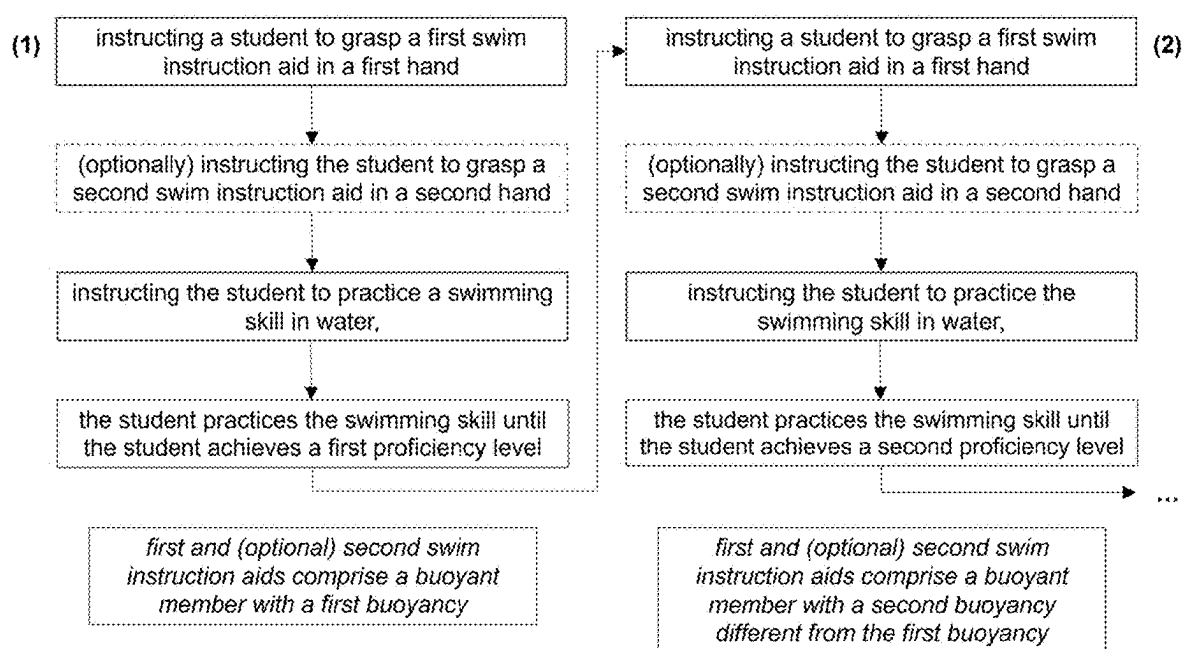 (1)
instructing a student to grasp a first swim
instruction aid in a first hand
(optionally) instructing the student to grasp a
second swim instruction aid in a second hand
instructing the student to practice a swimming
skill in water,
the student practices the swimming skill until
the student achieves a first proficiency level
first and (optional) second swim
instruction aids comprise a buoyant
member with a first buoyancy
(2)
instructing a student to grasp a first swim
instruction aid in a first hand
(optionally) instructing the student to grasp a
second swim instruction aid in a second hand
instructing the student to practice the
swimming skill in water,
the student practices the swimming skill until
the student achieves a second proficiency level
...
first and (optional) second swim
instruction aids comprise a buoyant
member with a second buoyancy
different from the first buoyancy